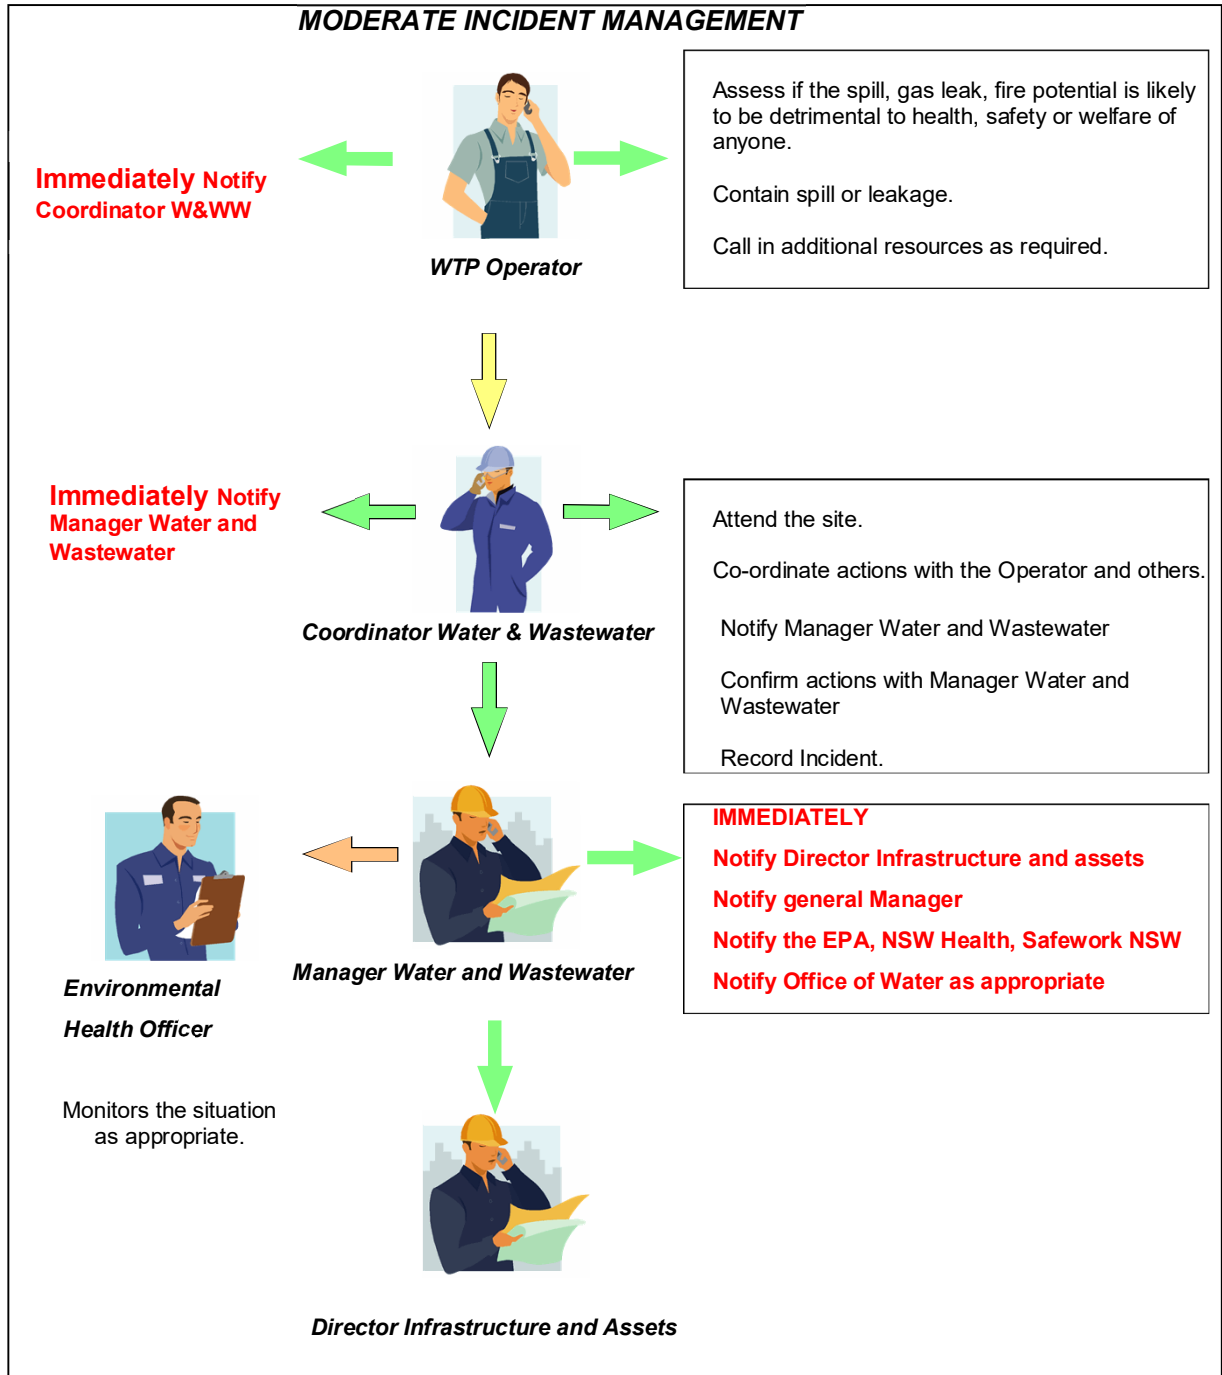 MODERATE INCIDENT MANAGEMENT
Assess if the spill, gas leak, fire potential is likely
to be detrimental to health, safety or welfare of
anyone.
Contain spill or leakage.
Call in additional resources as required.
Immediately Notify
Coordinator W&WW
WTP Operator
Immediately Notify
Manager Water and
Wastewater
Coordinator Water & Wastewater
Attend the site.
Co-ordinate actions with the Operator and others.
Notify Manager Water and Wastewater
Confirm actions with Manager Water and
Wastewater
Record Incident.
IMMEDIATELY
Notify Director Infrastructure and assets
Notify general Manager
Notify the EPA, NSW Health, Safework NSW
Notify Office of Water as appropriate
Manager Water and Wastewater
Environmental
Health Officer
Monitors the situation
as appropriate.
Director Infrastructure and Assets